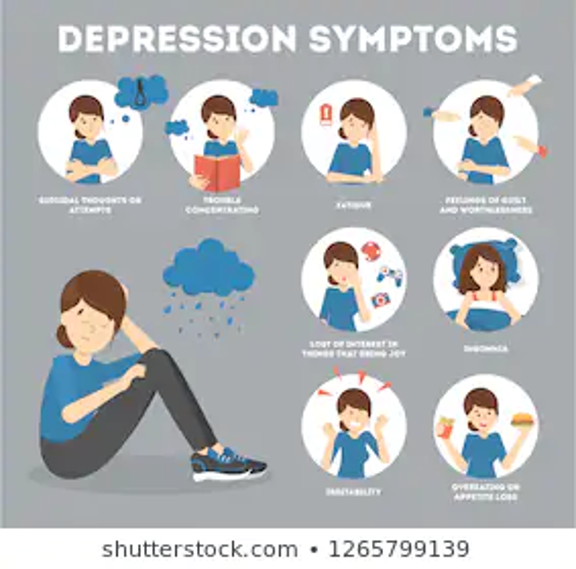 DEPRESSION SYMPTOMS
SUICIDAL THOUGHTS OR
ATTEMPTS
TROUBLE
CONCENTRATING
FATIGUE
FEELINGS OF GUILT
AND WORTHLESSNESS
LOST OF INTEREST IN
THINGS THAT BRING JOY
INSOMNIA
IRRITABILITY
OVEREATING OR
APPETITE LOSS
shutterstock.com • 1265799139